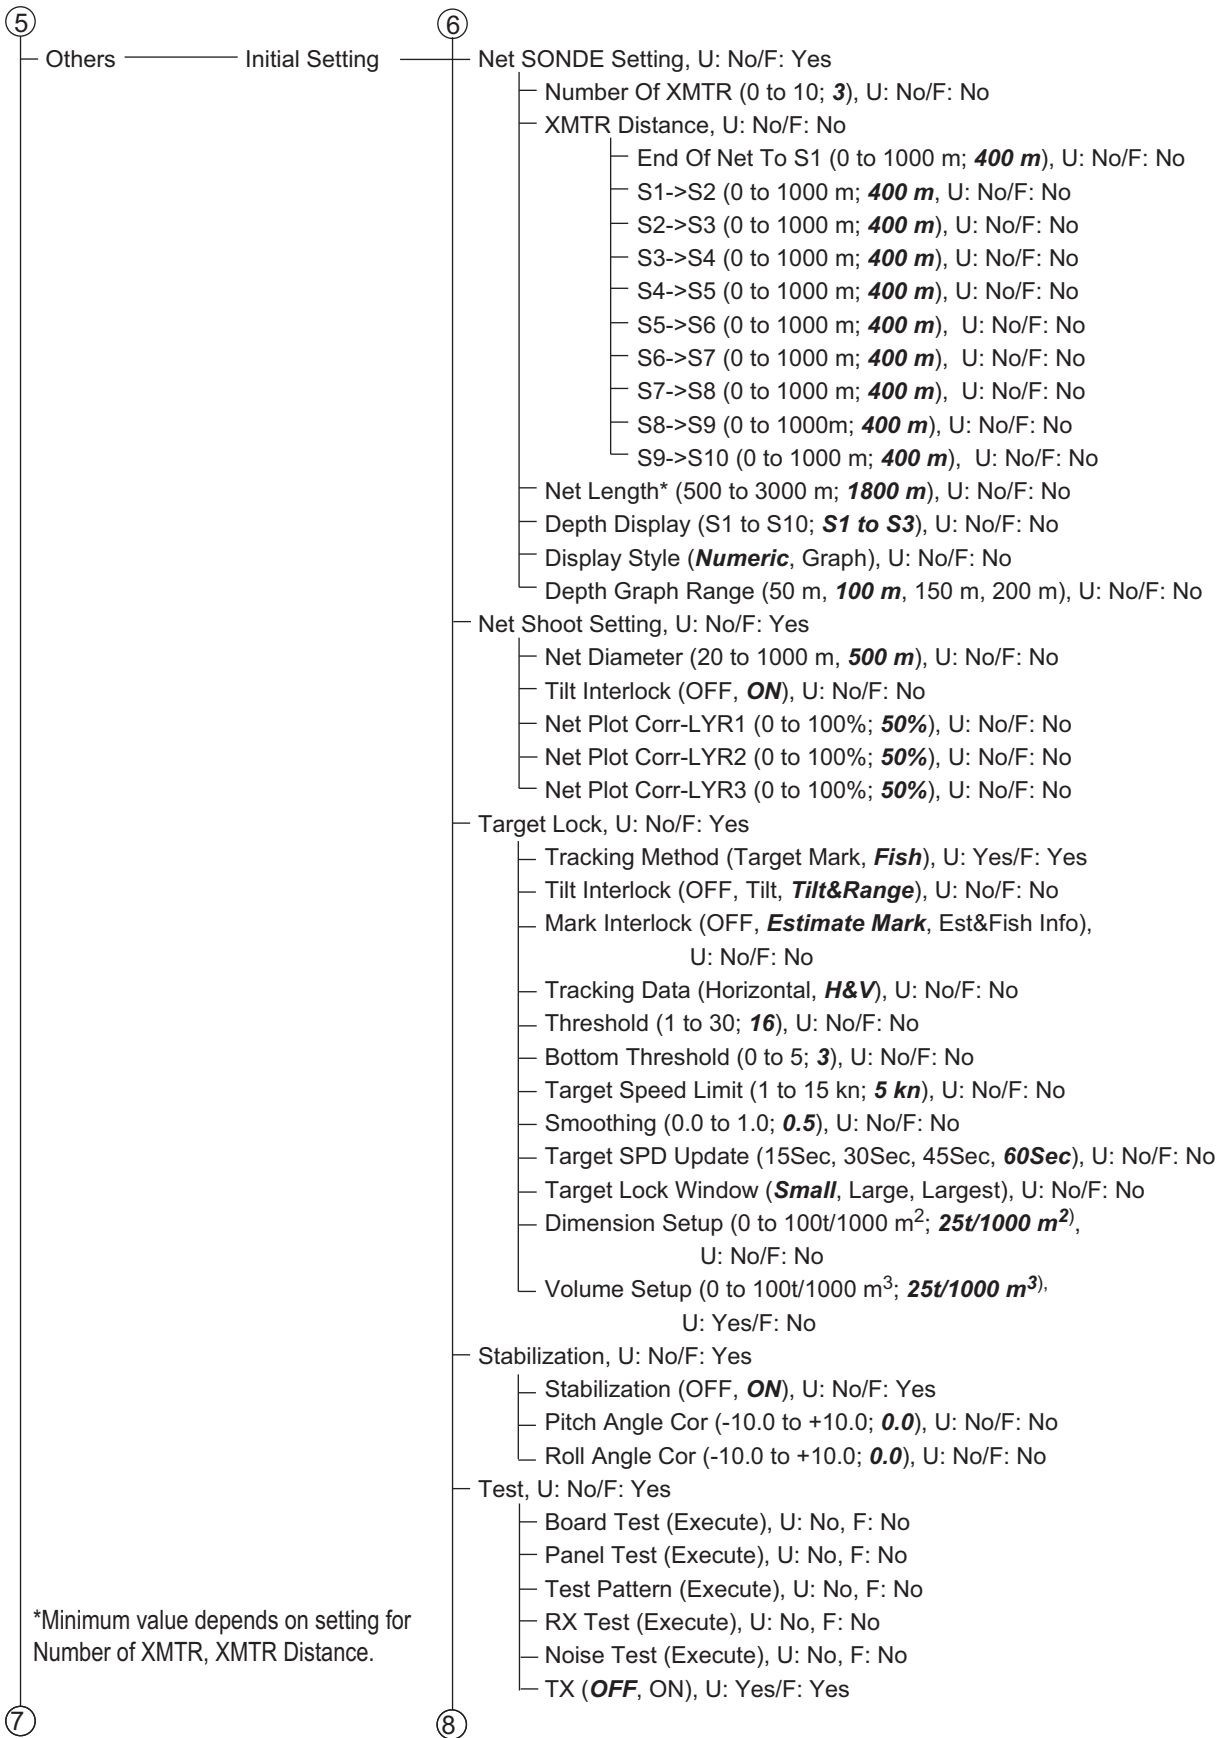 5 6
Others Initial Setting Net SONDE Setting, U: No/F: Yes
Number Of XMTR (0 to 10; 3), U: No/F: No
XMTR Distance, U: No/F: No
End Of Net To S1 (0 to 1000 m; 400 m), U: No/F: No
S1->S2 (0 to 1000 m; 400 m, U: No/F: No
S2->S3 (0 to 1000 m; 400 m), U: No/F: No
S3->S4 (0 to 1000 m; 400 m), U: No/F: No
S4->S5 (0 to 1000 m; 400 m), U: No/F: No
S5->S6 (0 to 1000 m; 400 m), U: No/F: No
S6->S7 (0 to 1000 m; 400 m), U: No/F: No
S7->S8 (0 to 1000 m; 400 m), U: No/F: No
S8->S9 (0 to 1000m; 400 m), U: No/F: No
S9->S10 (0 to 1000 m; 400 m), U: No/F: No
Net Length* (500 to 3000 m; 1800 m), U: No/F: No
Depth Display (S1 to S10; S1 to S3), U: No/F: No
Display Style (Numeric, Graph), U: No/F: No
Depth Graph Range (50 m, 100 m, 150 m, 200 m), U: No/F: No
Net Shoot Setting, U: No/F: Yes
Net Diameter (20 to 1000 m, 500 m), U: No/F: No
Tilt Interlock (OFF, ON), U: No/F: No
Net Plot Corr-LYR1 (0 to 100%; 50%), U: No/F: No
Net Plot Corr-LYR2 (0 to 100%; 50%), U: No/F: No
Net Plot Corr-LYR3 (0 to 100%; 50%), U: No/F: No
Target Lock, U: No/F: Yes
Tracking Method (Target Mark, Fish), U: Yes/F: Yes
Tilt Interlock (OFF, Tilt, Tilt&Range), U: No/F: No
Mark Interlock (OFF, Estimate Mark, Est&Fish Info),
U: No/F: No
Tracking Data (Horizontal, H&V), U: No/F: No
Threshold (1 to 30; 16), U: No/F: No
Bottom Threshold (0 to 5; 3), U: No/F: No
Target Speed Limit (1 to 15 kn; 5 kn), U: No/F: No
Smoothing (0.0 to 1.0; 0.5), U: No/F: No
Target SPD Update (15Sec, 30Sec, 45Sec, 60Sec), U: No/F: No
Target Lock Window (Small, Large, Largest), U: No/F: No
Dimension Setup (0 to 100t/1000 m²; 25t/1000 m²),
U: No/F: No
Volume Setup (0 to 100t/1000 m³; 25t/1000 m³),
U: Yes/F: No
Stabilization, U: No/F: Yes
Stabilization (OFF, ON), U: No/F: Yes
Pitch Angle Cor (-10.0 to +10.0; 0.0), U: No/F: No
Roll Angle Cor (-10.0 to +10.0; 0.0), U: No/F: No
Test, U: No/F: Yes
Board Test (Execute), U: No, F: No
Panel Test (Execute), U: No, F: No
Test Pattern (Execute), U: No, F: No
RX Test (Execute), U: No, F: No
Noise Test (Execute), U: No, F: No
TX (OFF, ON), U: Yes/F: Yes
*Minimum value depends on setting for
Number of XMTR, XMTR Distance.
7 8